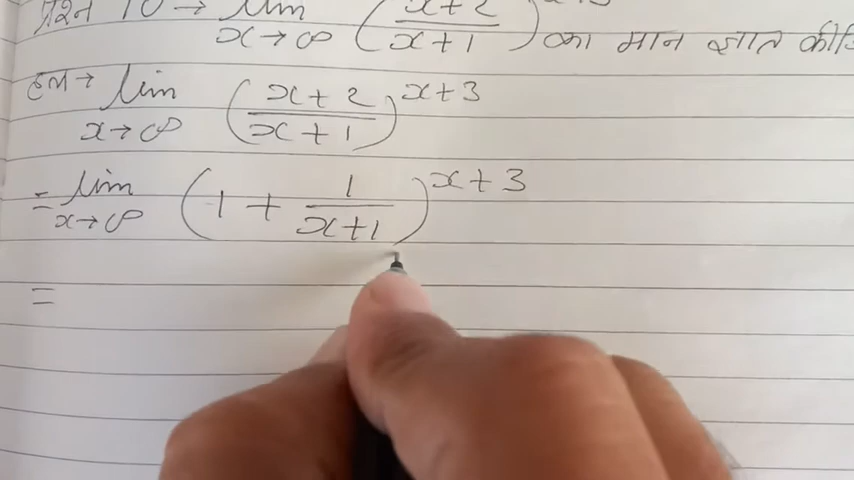 प्रश्न 10 → lim x→∞ ((x+2)/(x+1)) का मान ज्ञात
हल → lim x→∞ ((x+2)/(x+1))^(x+3)
= lim x→∞ (1 + 1/(x+1))^(x+3)
=